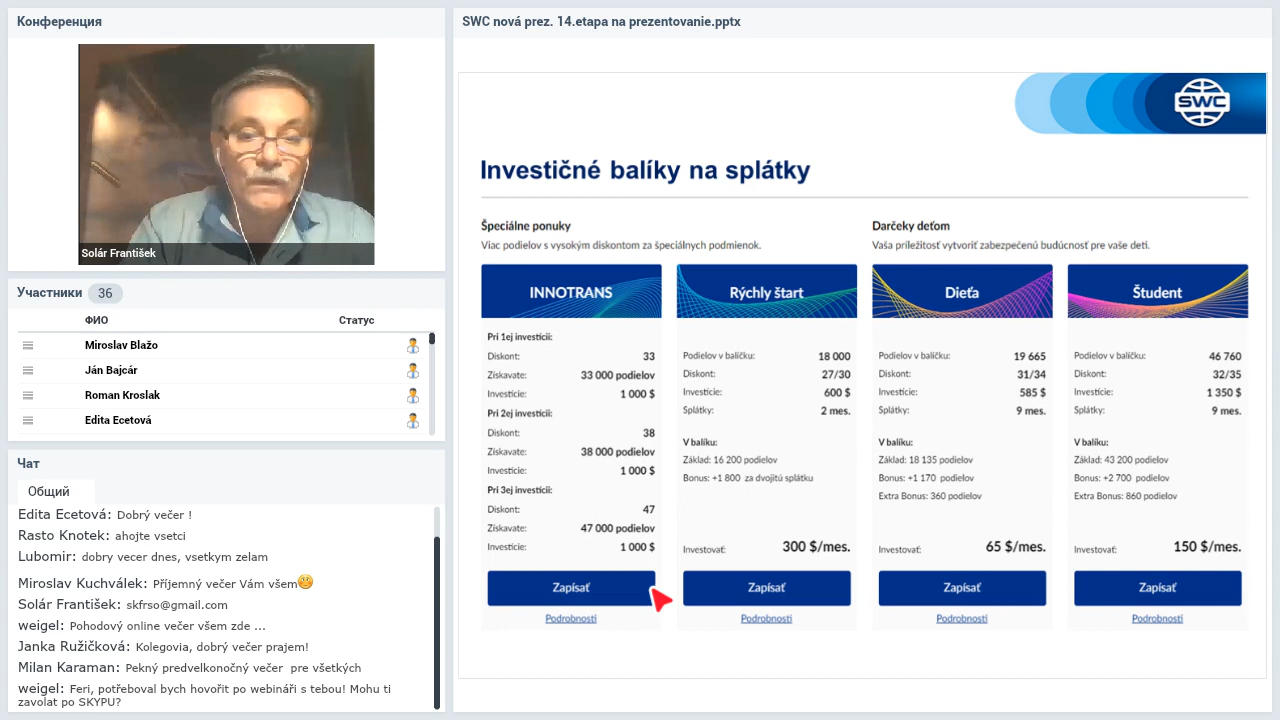 Конференция
Solár František
Участники 36
ФИО Статус
Miroslav Blažo
Ján Bajcár
Roman Kroslak
Edita Ecetová
Чат
Общий
Edita Ecetová: Dobrý večer !
Rasto Knotek: ahojte vsetci
Lubomir: dobry vecer dnes, vsetkym zelam
Miroslav Kuchválek: Příjemný večer Vám všem
Solár František: skfrso@gmail.com
weigel: Pohodový online večer všem zde ...
Janka Ružičková: Kolegovia, dobrý večer prajem!
Milan Karaman: Pekný predvelkonočný večer pre všetkých
weigel: Feri, potřeboval bych hovořit po webináři s tebou! Mohu ti
zavolat po SKYPU?
SWC nová prez. 14.etapa na prezentovanie.pptx
SWC
Investičné balíky na splátky
Špeciálne ponuky
Viac podielov s vysokým diskontom za špeciálnych podmienok.
Darčeky deťom
Vaša príležitosť vytvoriť zabezpečenú budúcnosť pre vaše deti.
INNOTRANS
Pri 1ej investícii:
Diskont: 33
Získavate: 33 000 podielov
Investície: 1 000 $
Pri 2ej investícii:
Diskont: 38
Získavate: 38 000 podielov
Investície: 1 000 $
Pri 3ej investícii:
Diskont: 47
Získavate: 47 000 podielov
Investície: 1 000 $
Zapísať
Podrobnosti
Rýchly štart
Podielov v balíčku: 18 000
Diskont: 27/30
Investície: 600 $
Splátky: 2 mes.
V balíku:
Základ: 16 200 podielov
Bonus: +1 800 za dvojitú splátku
Investovať: 300 $/mes.
Zapísať
Podrobnosti
Dieťa
Podielov v balíčku: 19 665
Diskont: 31/34
Investície: 585 $
Splátky: 9 mes.
V balíku:
Základ: 18 135 podielov
Bonus: +1 170 podielov
Extra Bonus: 360 podielov
Investovať: 65 $/mes.
Zapísať
Podrobnosti
Študent
Podielov v balíčku: 46 760
Diskont: 32/35
Investície: 1 350 $
Splátky: 9 mes.
V balíku:
Základ: 43 200 podielov
Bonus: +2 700 podielov
Extra Bonus: 860 podielov
Investovať: 150 $/mes.
Zapísať
Podrobnosti